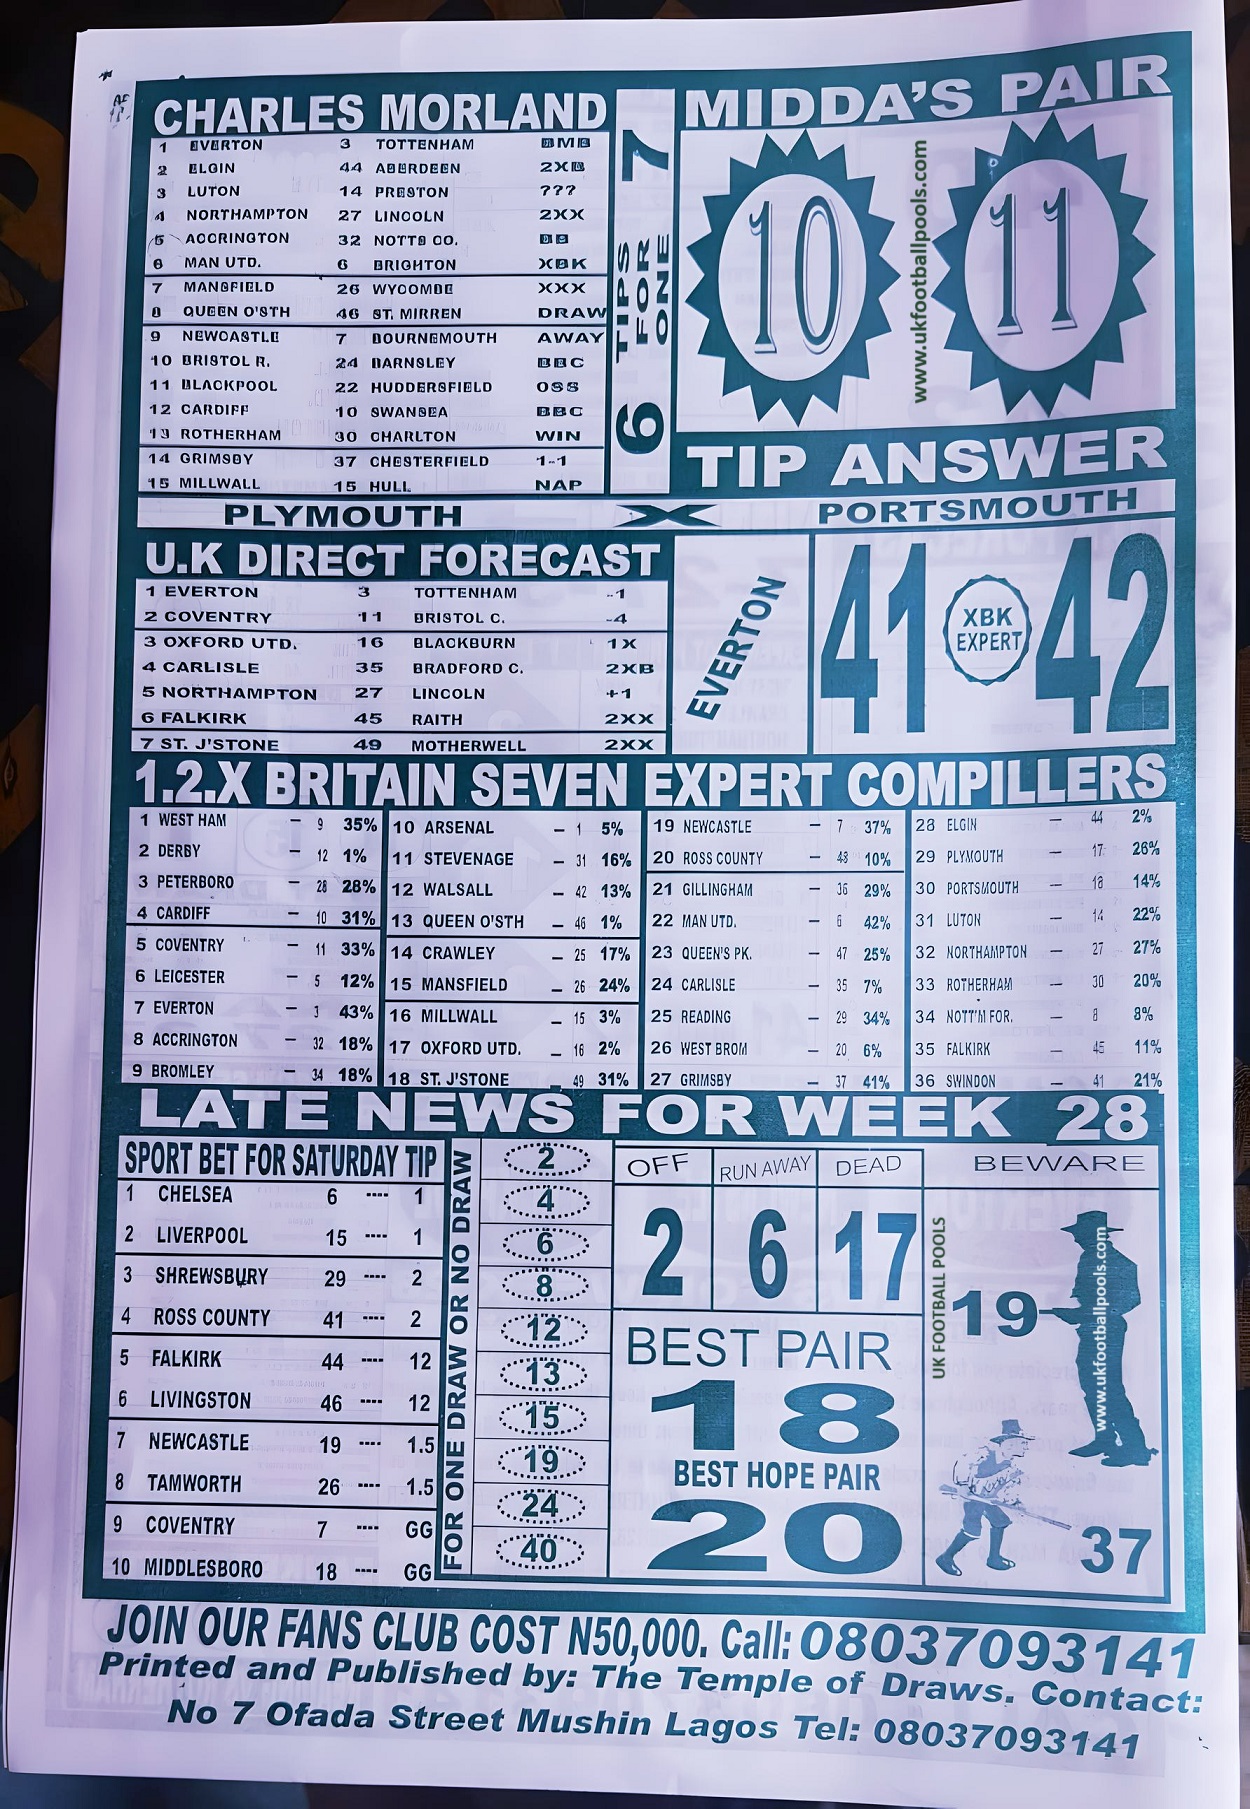 CHARLES MORLAND
1 EVERTON 3 TOTTENHAM
2 ELGIN 44 ABERDEEN 2XB
3 LUTON 14 PRESTON ???
4 NORTHAMPTON 27 LINCOLN 2XX
5 ACCRINGTON 32 NOTTS CO.
6 MAN UTD. 6 BRIGHTON XBK
7 MANSFIELD 26 WYCOMBE XXX
8 QUEEN O'STH 46 ST. MIRREN DRAW
9 NEWCASTLE 7 BOURNEMOUTH AWAY
10 BRISTOL R. 24 BARNSLEY
11 BLACKPOOL 22 HUDDERSFIELD OSS
12 CARDIFF 10 SWANSEA BBC
13 ROTHERHAM 30 CHARLTON WIN
14 GRIMSBY 37 CHESTERFIELD 1-1
15 MILLWALL 15 HULL NAP
6 TIPS FOR ONE 7
MIDDA'S PAIR
10 www.ukfootballpools.com 11
TIP ANSWER
PLYMOUTH X PORTSMOUTH
U.K DIRECT FORECAST
1 EVERTON 3 TOTTENHAM -1
2 COVENTRY 11 BRISTOL C. -4
3 OXFORD UTD. 16 BLACKBURN 1X
4 CARLISLE 35 BRADFORD C. 2XB
5 NORTHAMPTON 27 LINCOLN +1
6 FALKIRK 45 RAITH 2XX
7 ST. J'STONE 49 MOTHERWELL 2XX
EVERTON
41 XBK EXPERT 42
1.2.X BRITAIN SEVEN EXPERT COMPILLERS
1 WEST HAM – 9 35%
2 DERBY – 12 1%
3 PETERBORO – 28 28%
4 CARDIFF – 10 31%
5 COVENTRY – 11 33%
6 LEICESTER – 5 12%
7 EVERTON – 3 43%
8 ACCRINGTON – 32 18%
9 BROMLEY – 34 18%
10 ARSENAL – 1 5%
11 STEVENAGE – 31 16%
12 WALSALL – 42 13%
13 QUEEN O'STH – 46 1%
14 CRAWLEY – 25 17%
15 MANSFIELD – 26 24%
16 MILLWALL – 15 3%
17 OXFORD UTD. – 16 2%
18 ST. J'STONE – 49 31%
19 NEWCASTLE – 7 37%
20 ROSS COUNTY – 48 10%
21 GILLINGHAM – 36 29%
22 MAN UTD. – 6 42%
23 QUEEN'S PK. – 47 25%
24 CARLISLE – 35 7%
25 READING – 29 34%
26 WEST BROM – 20 6%
27 GRIMSBY – 37 41%
28 ELGIN – 44 2%
29 PLYMOUTH – 17 26%
30 PORTSMOUTH – 18 14%
31 LUTON – 14 22%
32 NORTHAMPTON – 27 27%
33 ROTHERHAM – 30 20%
34 NOTT'M FOR. – 8 8%
35 FALKIRK – 45 11%
36 SWINDON – 41 21%
LATE NEWS FOR WEEK 28
SPORT BET FOR SATURDAY TIP
1 CHELSEA 6 ---- 1
2 LIVERPOOL 15 ---- 1
3 SHREWSBURY 29 ---- 2
4 ROSS COUNTY 41 ---- 2
5 FALKIRK 44 ---- 12
6 LIVINGSTON 46 ---- 12
7 NEWCASTLE 19 ---- 1.5
8 TAMWORTH 26 ---- 1.5
9 COVENTRY 7 ---- GG
10 MIDDLESBORO 18 ---- GG
FOR ONE DRAW OR NO DRAW
2
4
6
8
12
13
15
19
24
40
OFF RUN AWAY DEAD
2 6 17
BEST PAIR
18
BEST HOPE PAIR
20
BEWARE
UK FOOTBALL POOLS
19
www.ukfootballpools.com
37
JOIN OUR FANS CLUB COST N50,000. Call: 08037093141
Printed and Published by: The Temple of Draws. Contact:
No 7 Ofada Street Mushin Lagos Tel: 08037093141